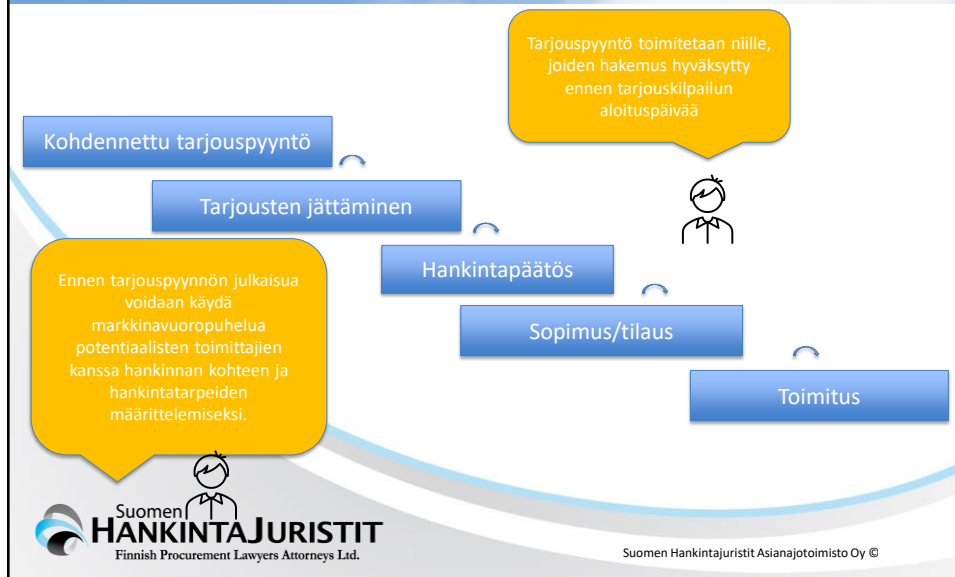 Tarjouspyyntö toimitetaan niille,
joiden hakemus hyväksytty
ennen tarjouskilpailun
aloituspäivää
Kohdennettu tarjouspyyntö
Tarjousten jättäminen
Hankintapäätös
Ennen tarjouspyynnön julkaisua
voidaan käydä
markkinavuoropuhelua
potentiaalisten toimittajien
kanssa hankinnan kohteen ja
hankintatarpeiden
määrittelemiseksi.
Sopimus/tilaus
Toimitus
Suomen
HANKINTAJURISTIT
Finnish Procurement Lawyers Attorneys Ltd.
Suomen Hankintajuristit Asianajotoimisto Oy ©